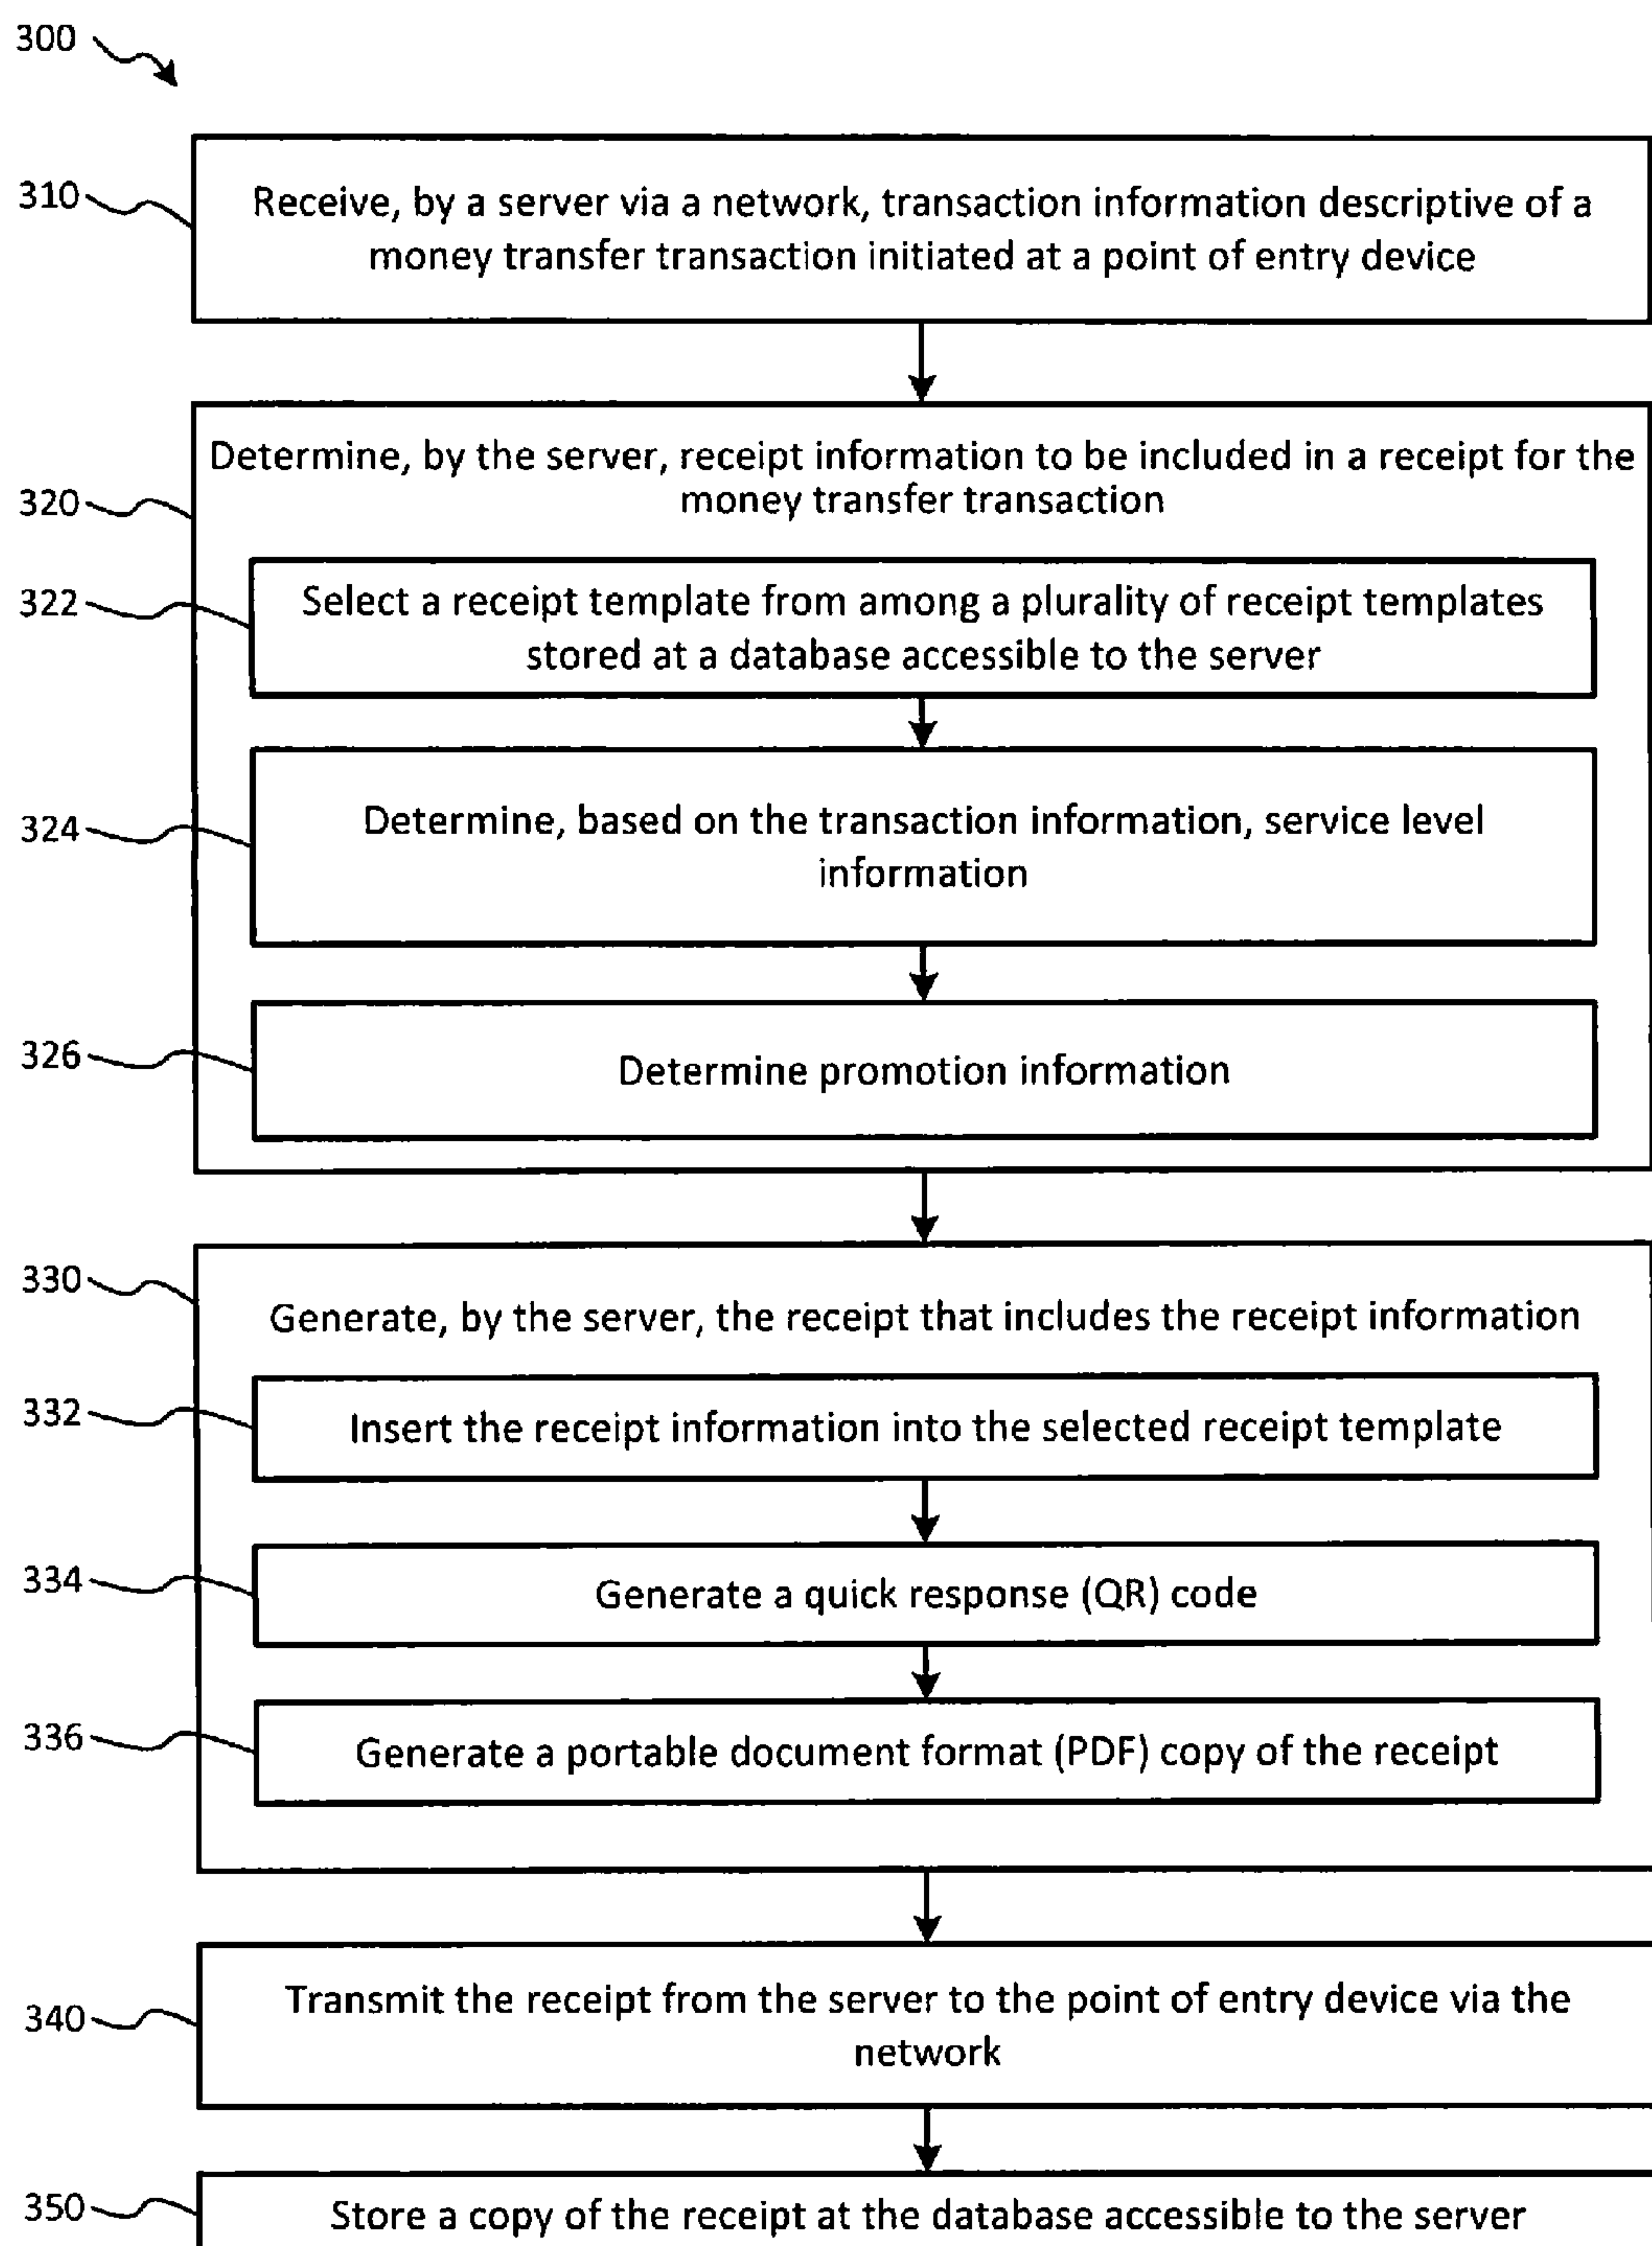 300
310
Receive, by a server via a network, transaction information descriptive of a
money transfer transaction initiated at a point of entry device
Determine, by the server, receipt information to be included in a receipt for the
money transfer transaction
320
322
Select a receipt template from among a plurality of receipt templates
stored at a database accessible to the server
324
Determine, based on the transaction information, service level
information
326
Determine promotion information
330
Generate, by the server, the receipt that includes the receipt information
332
Insert the receipt information into the selected receipt template
334
Generate a quick response (QR) code
336
Generate a portable document format (PDF) copy of the receipt
340
Transmit the receipt from the server to the point of entry device via the
network
350
Store a copy of the receipt at the database accessible to the server